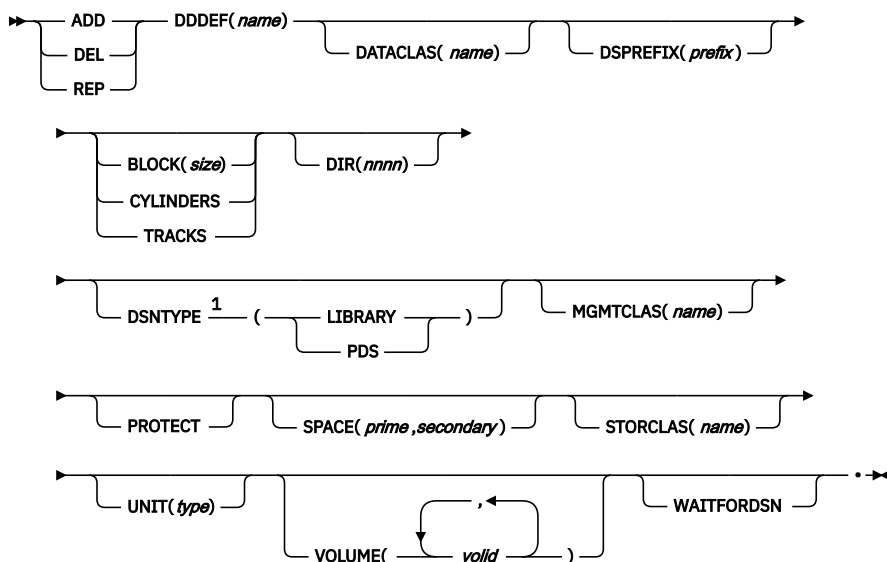 ADD DDDEF(name)
DEL DATACLAS( name) DSPREFIX( prefix)
REP
BLOCK( size) DIR( nnnn)
CYLINDERS
TRACKS
DSNTYPE 1 ( LIBRARY ) MGMTCLAS( name)
PDS
PROTECT SPACE( prime ,secondary) STORCLAS( name)
UNIT( type) , WAITFORDSN .
VOLUME( volid )